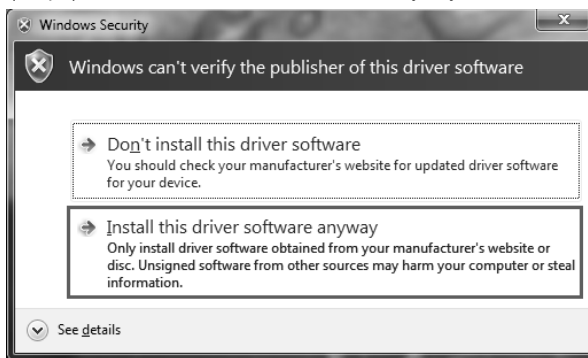 Windows Security
Windows can't verify the publisher of this driver software
Don't install this driver software
You should check your manufacturer's website for updated driver software
for your device.
Install this driver software anyway
Only install driver software obtained from your manufacturer's website or
disc. Unsigned software from other sources may harm your computer or steal
information.
See details